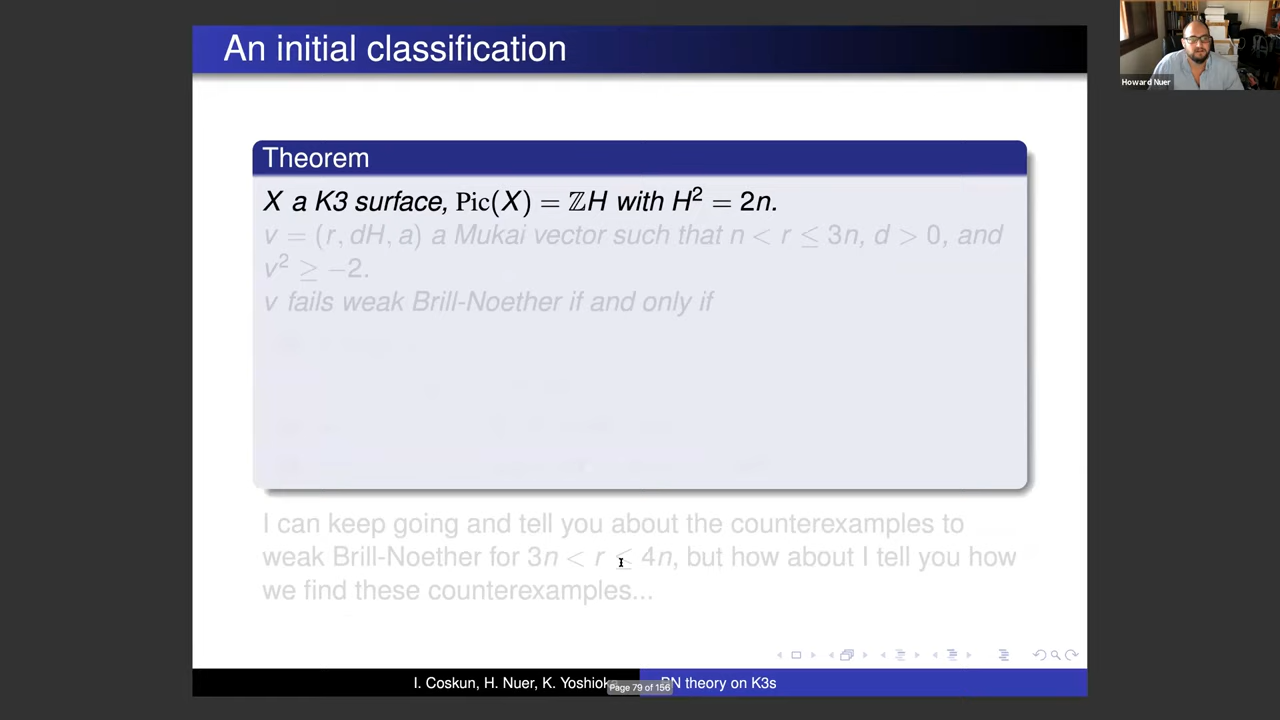 An initial classification
Howard Nuer
Theorem
X a K3 surface, Pic(X) = ℤH with H² = 2n.
v = (r, dH, a) a Mukai vector such that n < r ≤ 3n, d > 0, and
v² ≥ −2.
v fails weak Brill-Noether if and only if
I can keep going and tell you about the counterexamples to
weak Brill-Noether for 3n < r ≤ 4n, but how about I tell you how
we find these counterexamples...
I. Coskun, H. Nuer, K. Yoshiok
Page 79 of 156
BN theory on K3s